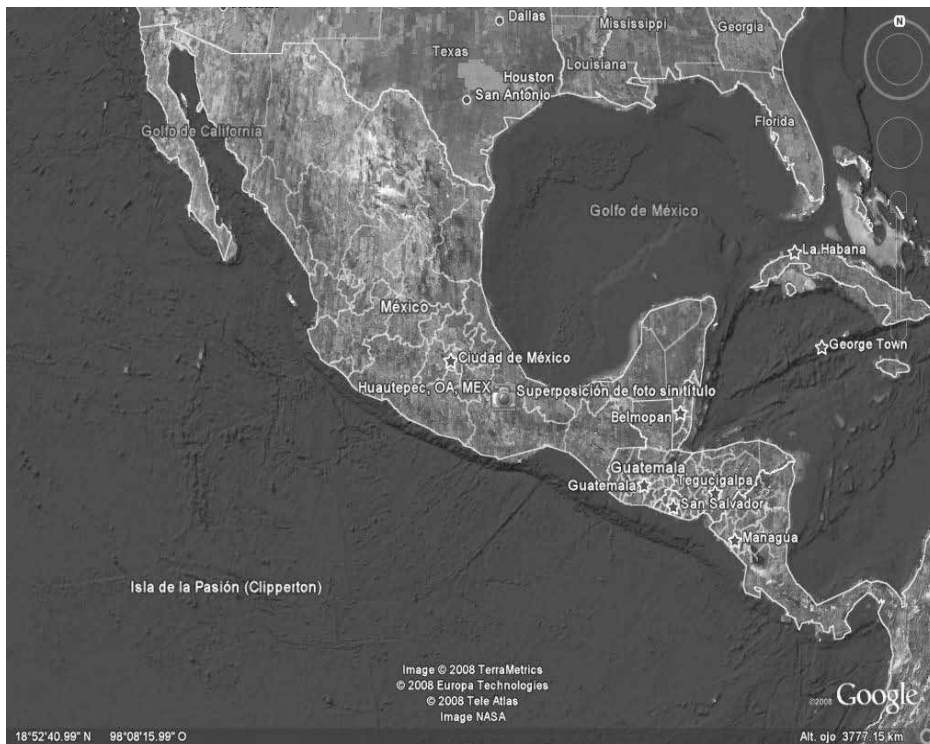 Dallas
N
Mississippi
Georgia
Texas
Louisiana
Houston
San Antonio
Florida
Golfo de California
Golfo de México
La Habana
México
George Town
Ciudad de México
Huautepec, OA, MEX
Superposición de foto sin título
Belmopan
Guatemala
Tegucigalpa
Guatemala
San Salvador
Managua
Isla de la Pasión (Clipperton)
Image © 2008 TerraMetrics
© 2008 Europa Technologies
© 2008 Tele Atlas
Image NASA
©2008 Google
18°52'40.99" N 98°08'15.99" O
Alt. ojo 3777.15 km